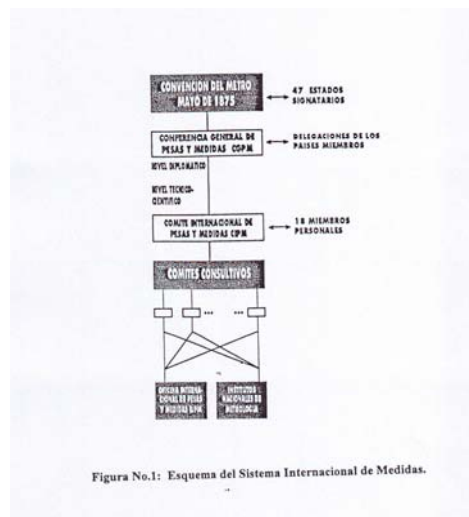 CONVENCION DEL METRO
MAYO DE 1875
47 ESTADOS
SIGNATARIOS
CONFERENCIA GENERAL DE
PESAS Y MEDIDAS CGPM
DELEGACIONES DE LOS
PAISES MIEMBROS
NIVEL DIPLOMATICO
NIVEL TECNICO-
CIENTIFICO
COMITE INTERNACIONAL DE
PESAS Y MEDIDAS CIPM
18 MIEMBROS
PERSONALES
COMITES CONSULTIVOS
... ...
OFICINA INTERNA-
CIONAL DE PESAS
Y MEDIDAS BIPM
INSTITUTOS
NACIONALES DE
METROLOGIA
Figura No.1: Esquema del Sistema Internacional de Medidas.